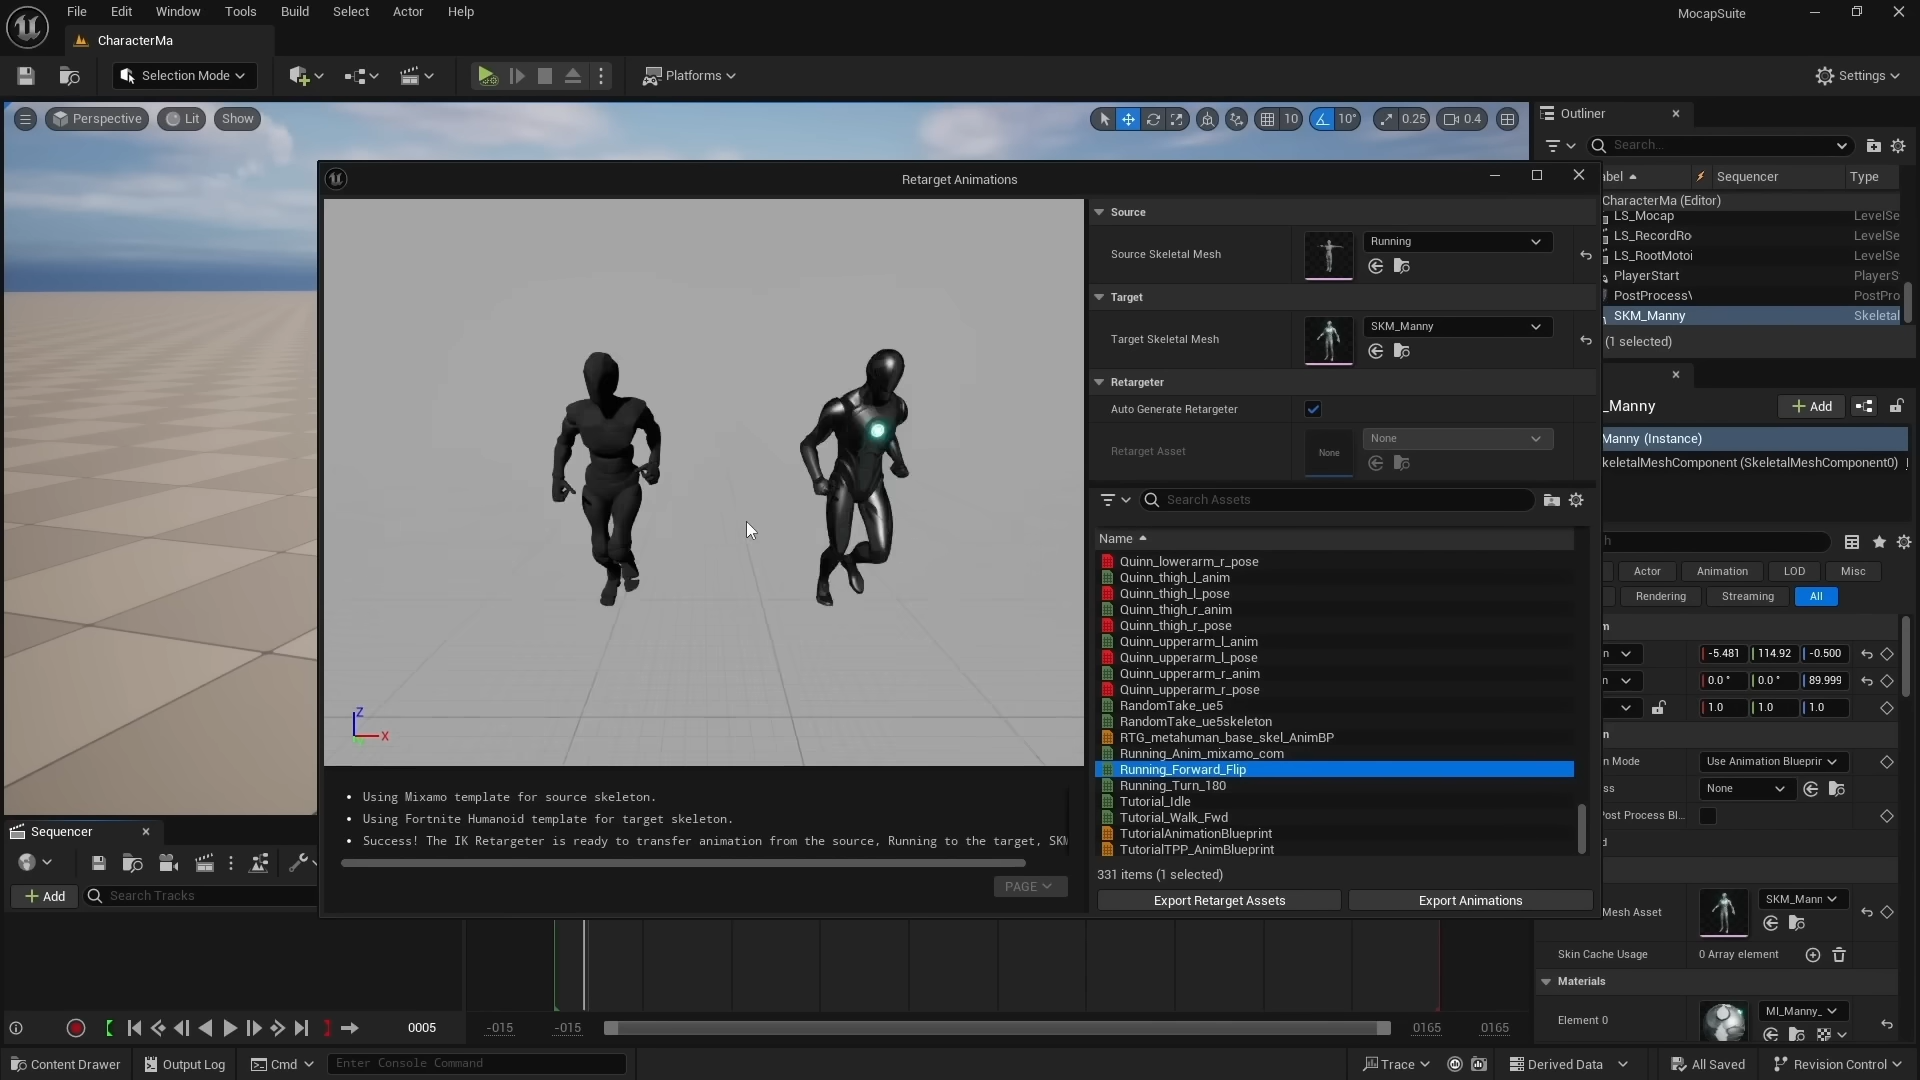 File Edit Window Tools Build Select Actor Help
MocapSuite
CharacterMa
Selection Mode
Platforms
Settings
Perspective Lit Show
10 10° 0.25 0.4
Outliner
Search...
abel Sequencer Type
CharacterMa (Editor)
LS_Mocap LevelSe
LS_RecordRo LevelSe
LS_RootMotoi LevelSe
PlayerStart PlayerS
PostProcessV PostPro
SKM_Manny Skeletal
(1 selected)
Retarget Animations
Source
Source Skeletal Mesh
Running
Target
Target Skeletal Mesh
SKM_Manny
Retargeter
Auto Generate Retargeter
Retarget Asset
None
None
Search Assets
Name
Quinn_lowerarm_r_pose
Quinn_thigh_l_anim
Quinn_thigh_l_pose
Quinn_thigh_r_anim
Quinn_thigh_r_pose
Quinn_upperarm_l_anim
Quinn_upperarm_l_pose
Quinn_upperarm_r_anim
Quinn_upperarm_r_pose
RandomTake_ue5
RandomTake_ue5skeleton
RTG_metahuman_base_skel_AnimBP
Running_Anim_mixamo_com
Running_Forward_Flip
Running_Turn_180
Tutorial_Idle
Tutorial_Walk_Fwd
TutorialAnimationBlueprint
TutorialTPP_AnimBlueprint
331 items (1 selected)
Export Retarget Assets
Export Animations
Z
X
• Using Mixamo template for source skeleton.
• Using Fortnite Humanoid template for target skeleton.
• Success! The IK Retargeter is ready to transfer animation from the source, Running to the target, SKM
PAGE
_Manny
Add
Manny (Instance)
keletalMeshComponent (SkeletalMeshComponent0)
h
Actor Animation LOD Misc
Rendering Streaming All
m
n -5.481 114.92 -0.500
n 0.0 ° 0.0 ° 89.999
1.0 1.0 1.0
n
n Mode Use Animation Blueprir
ss None
ost Process Bl...
d
Mesh Asset
SKM_Mann
Skin Cache Usage 0 Array element
Materials
Element 0
MI_Manny_
Sequencer
Add
Search Tracks
0005
-015 -015 0165 0165
Content Drawer
Output Log
Cmd
Enter Console Command
Trace
Derived Data
All Saved
Revision Control